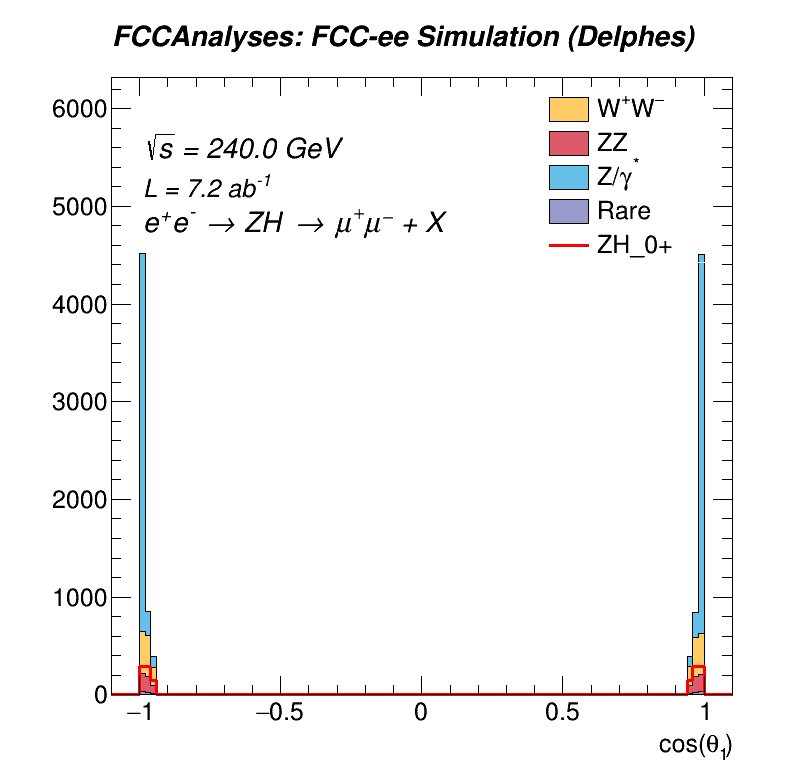 FCCAnalyses: FCC-ee Simulation (Delphes)
√s = 240.0 GeV
L = 7.2 ab⁻¹
e⁺e⁻ → ZH → μ⁺μ⁻ + X
W⁺W⁻
ZZ
Z/γ*
Rare
ZH_0+
6000
5000
4000
3000
2000
1000
0
−1
−0.5
0
0.5
1
cos(θ₁)